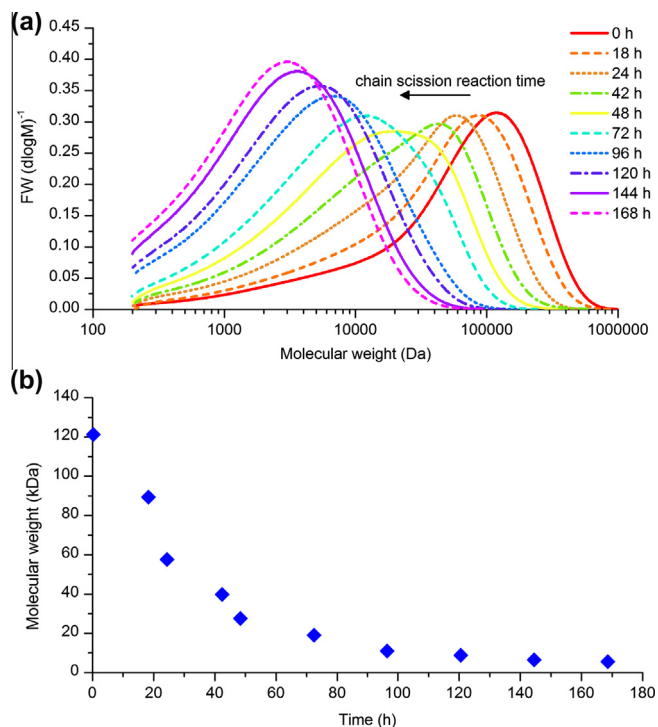 (a)
0.45
0.40
0.35
0.30
0.25
0.20
0.15
0.10
0.05
0.00
FW (dlogM)-1
chain scission reaction time
0 h
18 h
24 h
42 h
48 h
72 h
96 h
120 h
144 h
168 h
100
1000
10000
100000
1000000
Molecular weight (Da)
(b)
140
120
100
80
60
40
20
0
Molecular weight (kDa)
0
20
40
60
80
100
120
140
160
180
Time (h)